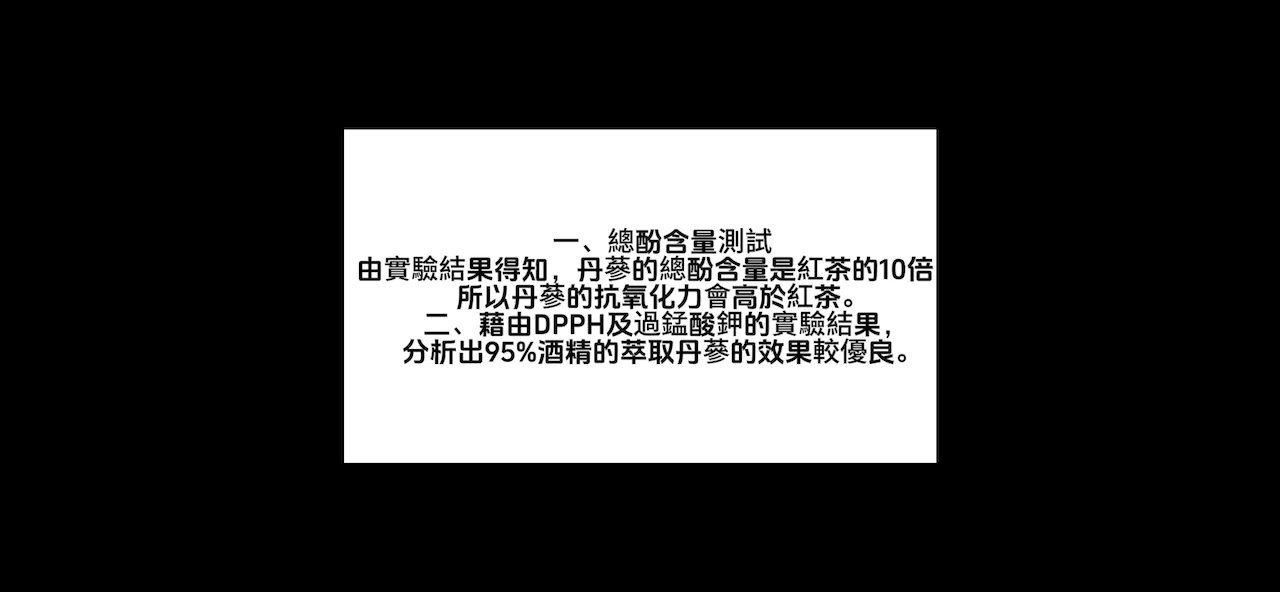 一、總酚含量測試
由實驗結果得知，丹蔘的總酚含量是紅茶的10倍
所以丹蔘的抗氧化力會高於紅茶。
二、藉由DPPH及過錳酸鉀的實驗結果，
分析出95%酒精的萃取丹蔘的效果較優良。